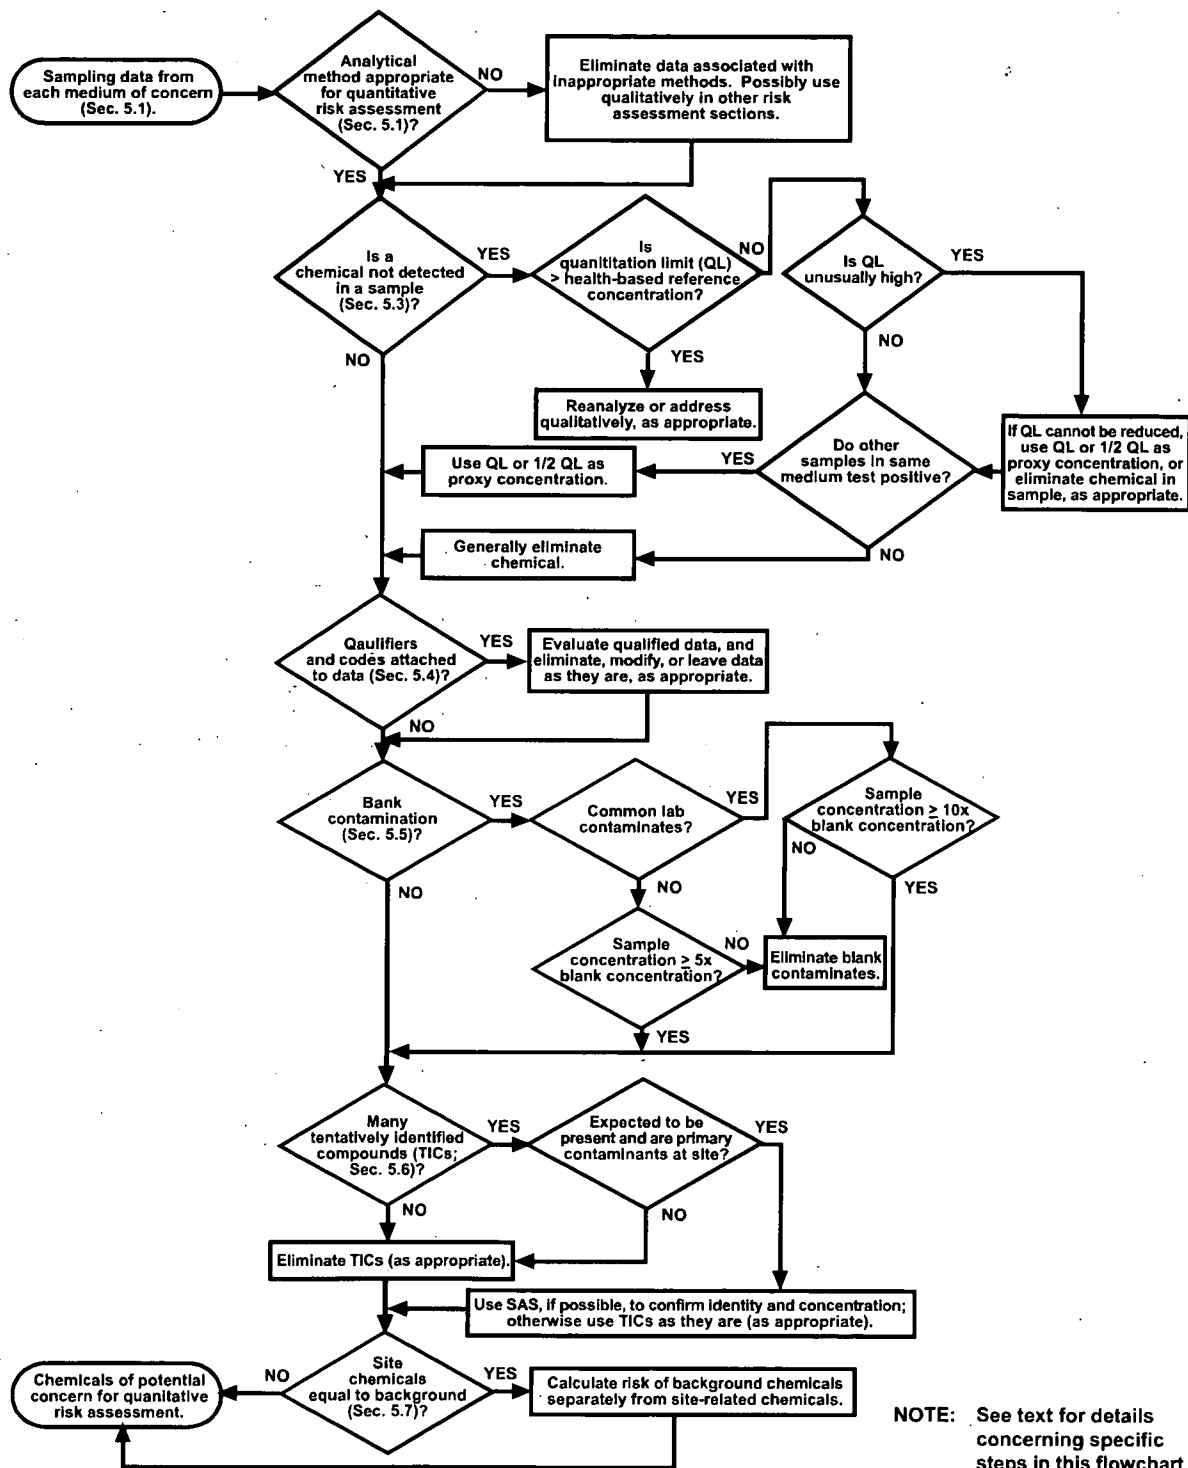 Sampling data from
each medium of concern
(Sec. 5.1).
Analytical
method appropriate
for quantitative
risk assessment
(Sec. 5.1)?
NO
Eliminate data associated with
inappropriate methods. Possibly use
qualitatively in other risk
assessment sections.
YES
Is a
chemical not detected
in a sample
(Sec. 5.3)?
YES
Is
quanititation limit (QL)
> health-based reference
concentration?
NO
Is QL
unusually high?
YES
NO
NO
YES
Reanalyze or address
qualitatively, as appropriate.
Do other
samples in same
medium test positive?
If QL cannot be reduced,
use QL or 1/2 QL as
proxy concentration, or
eliminate chemical in
sample, as appropriate.
YES
Use QL or 1/2 QL as
proxy concentration.
NO
Generally eliminate
chemical.
Qaulifiers
and codes attached
to data (Sec. 5.4)?
YES
Evaluate qualified data, and
eliminate, modify, or leave data
as they are, as appropriate.
NO
Bank
contamination
(Sec. 5.5)?
YES
Common lab
contaminates?
YES
Sample
concentration ≥ 10x
blank concentration?
NO
YES
NO
NO
Sample
concentration ≥ 5x
blank concentration?
NO
Eliminate blank
contaminates.
YES
Many
tentatively identified
compounds (TICs;
Sec. 5.6)?
YES
Expected to be
present and are primary
contaminants at site?
YES
NO
NO
Eliminate TICs (as appropriate).
Use SAS, if possible, to confirm identity and concentration;
otherwise use TICs as they are (as appropriate).
Chemicals of potential
concern for quanitative
risk assessment.
NO
Site
chemicals
equal to background
(Sec. 5.7)?
YES
Calculate risk of background chemicals
separately from site-related chemicals.
NOTE: See text for details
concerning specific
steps in this flowchart